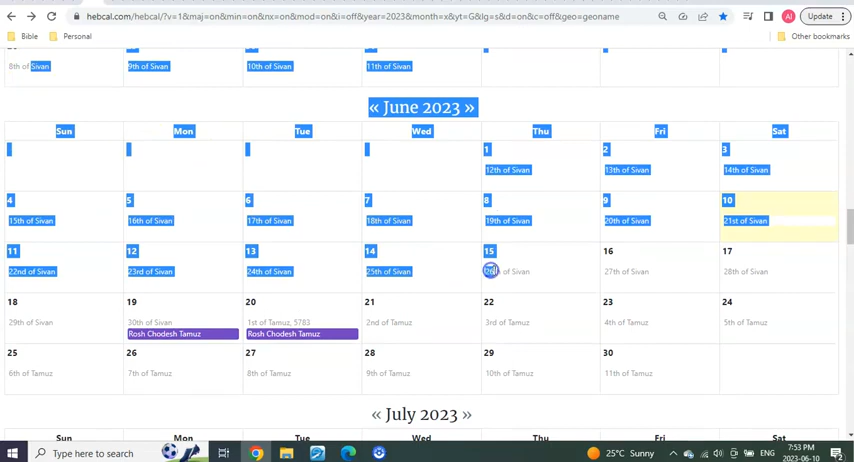 hebcal.com/hebcal/?v=1&maj=on&min=on&nx=on&mod=on&i=off&year=2023&month=x&yt=G&lg=s&d=on&c=off&geo=geoname
AI
Update
Bible Personal Other bookmarks
8th of Sivan 9th of Sivan 10th of Sivan 11th of Sivan
« June 2023 »
Sun Mon Tue Wed Thu Fri Sat
1 2 3
12th of Sivan 13th of Sivan 14th of Sivan
4 5 6 7 8 9 10
15th of Sivan 16th of Sivan 17th of Sivan 18th of Sivan 19th of Sivan 20th of Sivan 21st of Sivan
11 12 13 14 15 16 17
22nd of Sivan 23rd of Sivan 24th of Sivan 25th of Sivan 26th of Sivan 27th of Sivan 28th of Sivan
18 19 20 21 22 23 24
29th of Sivan 30th of Sivan 1st of Tamuz, 5783 2nd of Tamuz 3rd of Tamuz 4th of Tamuz 5th of Tamuz
Rosh Chodesh Tamuz Rosh Chodesh Tamuz
25 26 27 28 29 30
6th of Tamuz 7th of Tamuz 8th of Tamuz 9th of Tamuz 10th of Tamuz 11th of Tamuz
« July 2023 »
Sun Mon Tue Wed Thu Fri Sat
Type here to search 25°C Sunny ENG 7:53 PM
2023-06-10 2